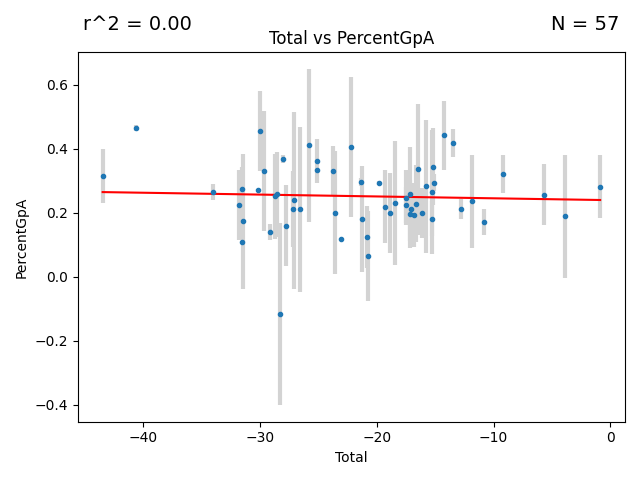 r^2 = 0.00
N = 57
Total vs PercentGpA
PercentGpA
0.6
0.4
0.2
0.0
−0.2
−0.4
−40
−30
−20
−10
0
Total